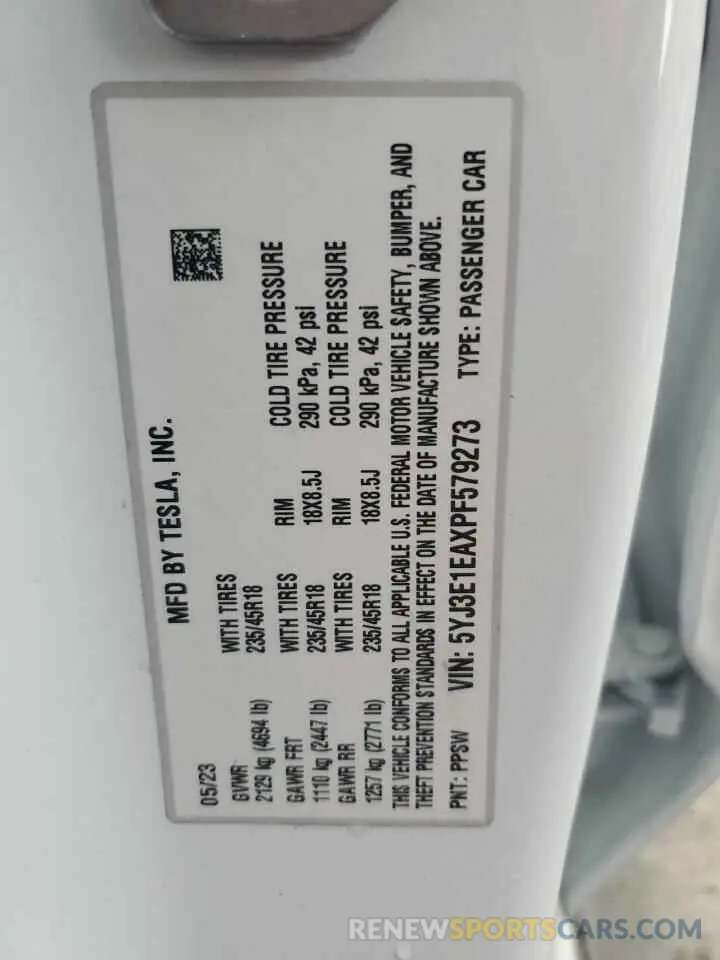 MFD BY TESLA, INC.
05/23
GVWR WITH TIRES
2129 kg (4694 lb) 235/45R18
GAWR FRT WITH TIRES RIM COLD TIRE PRESSURE
1110 kg (2447 lb) 235/45R18 18X8.5J 290 kPa, 42 psi
GAWR RR WITH TIRES RIM COLD TIRE PRESSURE
1257 kg (2771 lb) 235/45R18 18X8.5J 290 kPa, 42 psi
THIS VEHICLE CONFORMS TO ALL APPLICABLE U.S. FEDERAL MOTOR VEHICLE SAFETY, BUMPER, AND
THEFT PREVENTION STANDARDS IN EFFECT ON THE DATE OF MANUFACTURE SHOWN ABOVE.
PNT: PPSW VIN: 5YJ3E1EAXPF579273 TYPE: PASSENGER CAR
RENEWSPORTSCARS.COM